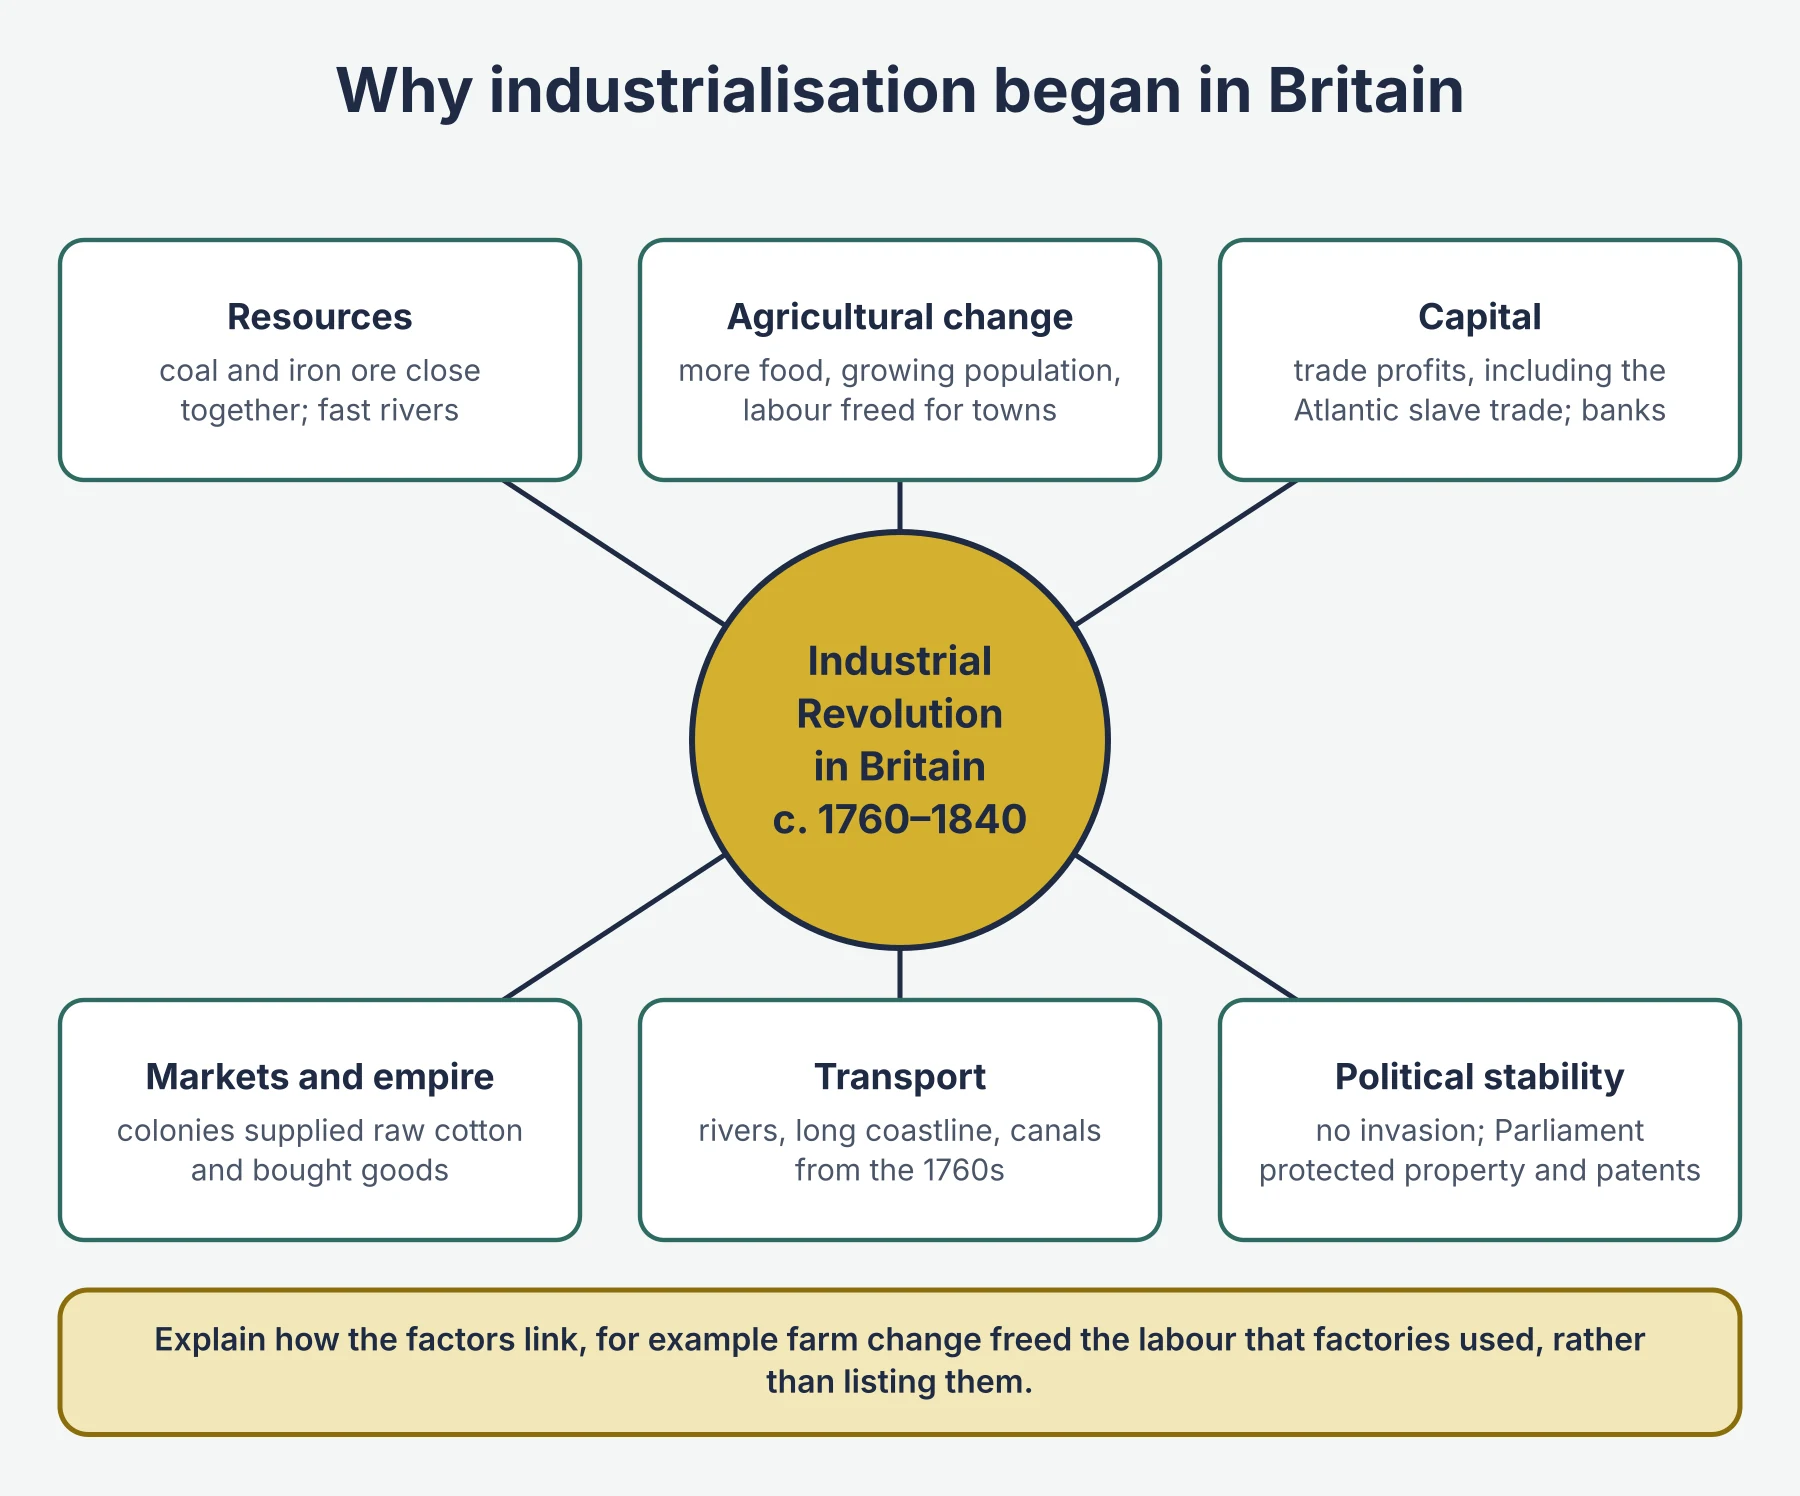 Why industrialisation began in Britain
Resources
coal and iron ore close
together; fast rivers
Agricultural change
more food, growing population,
labour freed for towns
Capital
trade profits, including the
Atlantic slave trade; banks
Industrial
Revolution
in Britain
c. 1760–1840
Markets and empire
colonies supplied raw cotton
and bought goods
Transport
rivers, long coastline, canals
from the 1760s
Political stability
no invasion; Parliament
protected property and patents
Explain how the factors link, for example farm change freed the labour that factories used, rather
than listing them.